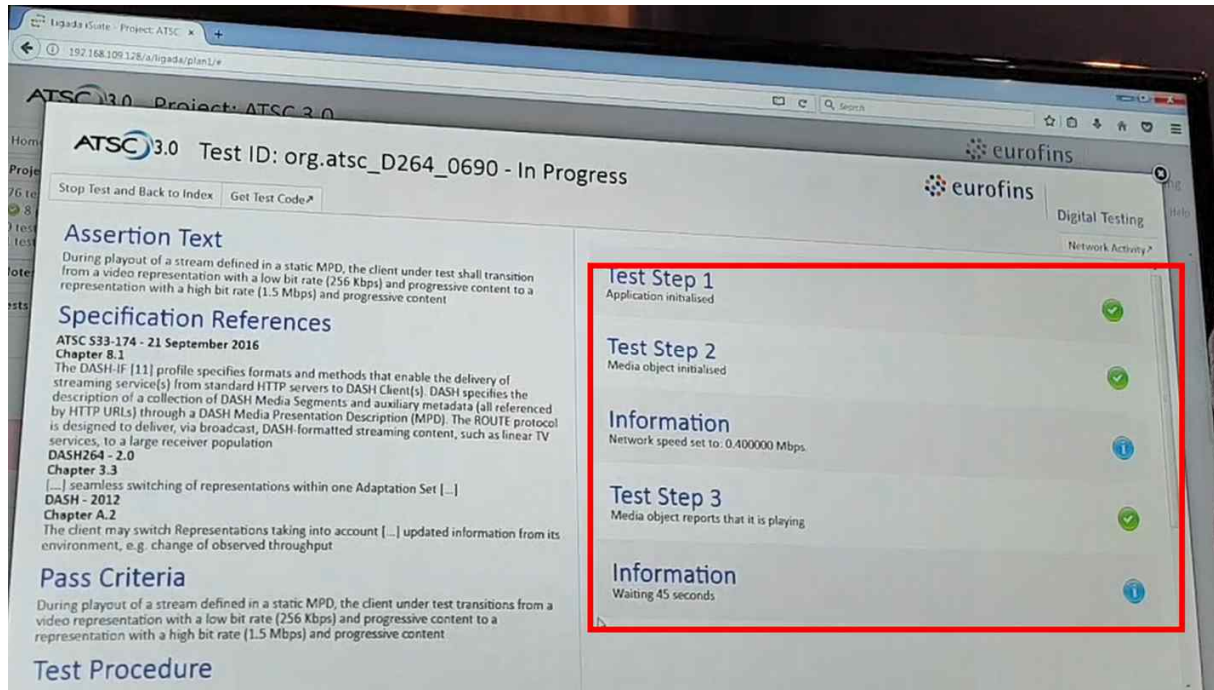 Ligada iSuite - Project: ATSC
192.168.109.128/a/ligada/plan1/e
Search
ATSC 3.0 Project: ATSC 3.0
eurofins
ATSC 3.0 Test ID: org.atsc_D264_0690 - In Progress
eurofins
Digital Testing
Help
Stop Test and Back to Index
Get Test Code
Network Activity
Assertion Text
During playout of a stream defined in a static MPD, the client under test shall transition
from a video representation with a low bit rate (256 Kbps) and progressive content to a
representation with a high bit rate (1.5 Mbps) and progressive content
Specification References
ATSC S33-174 - 21 September 2016
Chapter 8.1
The DASH-IF [11] profile specifies formats and methods that enable the delivery of
streaming service(s) from standard HTTP servers to DASH Client(s). DASH specifies the
description of a collection of DASH Media Segments and auxiliary metadata (all referenced
by HTTP URLs) through a DASH Media Presentation Description (MPD). The ROUTE protocol
is designed to deliver, via broadcast, DASH-formatted streaming content, such as linear TV
services, to a large receiver population
DASH264 - 2.0
Chapter 3.3
[...] seamless switching of representations within one Adaptation Set [...]
DASH - 2012
Chapter A.2
The client may switch Representations taking into account [...] updated information from its
environment, e.g. change of observed throughput
Pass Criteria
During playout of a stream defined in a static MPD, the client under test transitions from a
video representation with a low bit rate (256 Kbps) and progressive content to a
representation with a high bit rate (1.5 Mbps) and progressive content
Test Procedure
Test Step 1
Application initialised
Test Step 2
Media object initialised
Information
Network speed set to: 0.400000 Mbps
Test Step 3
Media object reports that it is playing
Information
Waiting 45 seconds